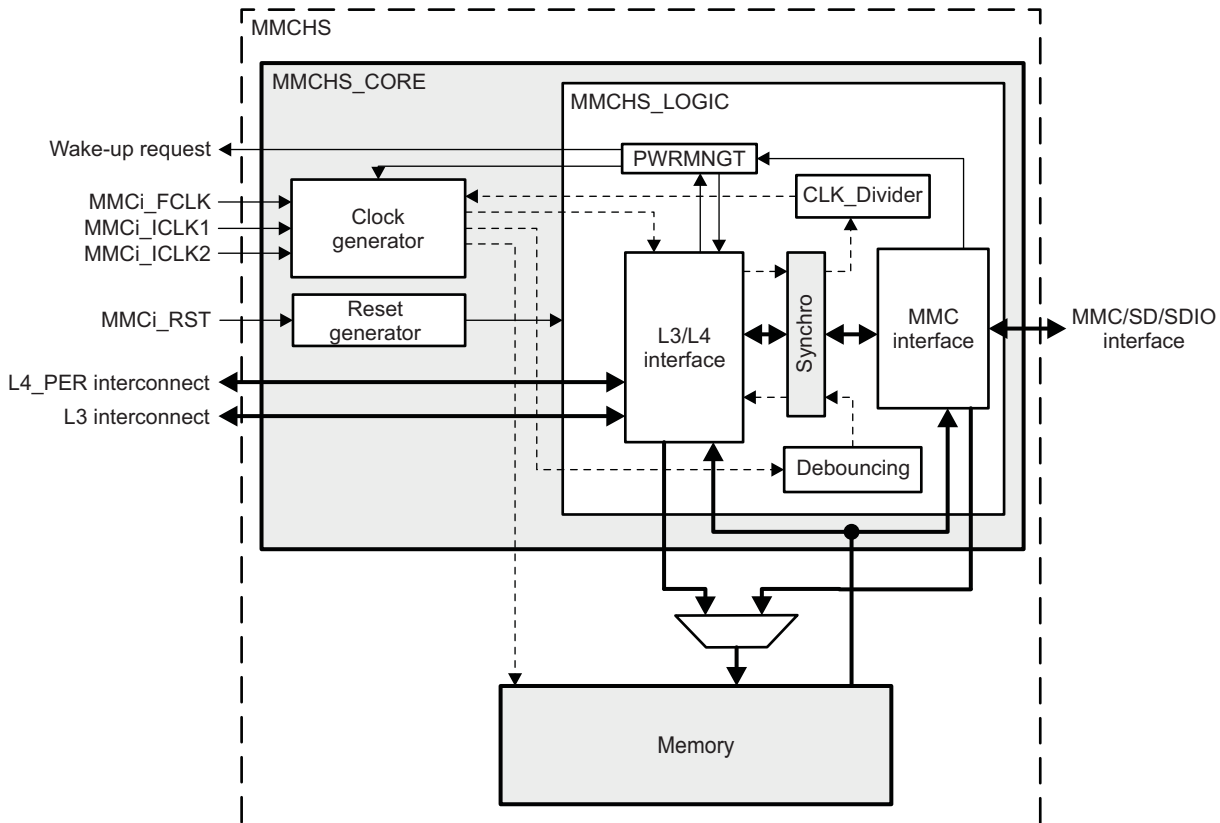 MMCHS
MMCHS_CORE
MMCHS_LOGIC
Wake-up request
PWRMNGT
MMCi_FCLK
MMCi_ICLK1
MMCi_ICLK2
Clock
generator
CLK_Divider
MMCi_RST
Reset
generator
L3/L4
interface
Synchro
MMC
interface
MMC/SD/SDIO
interface
L4_PER interconnect
L3 interconnect
Debouncing
Memory